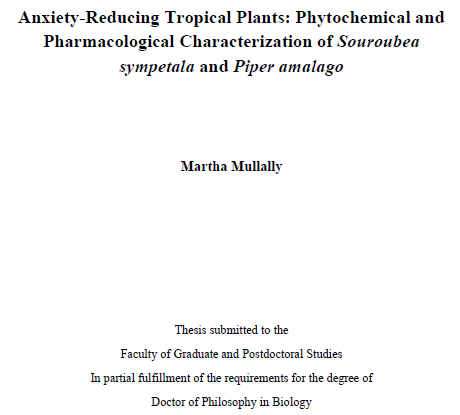 Anxiety-Reducing Tropical Plants: Phytochemical and
Pharmacological Characterization of Souroubea
sympetala and Piper amalago
Martha Mullally
Thesis submitted to the
Faculty of Graduate and Postdoctoral Studies
In partial fulfillment of the requirements for the degree of
Doctor of Philosophy in Biology